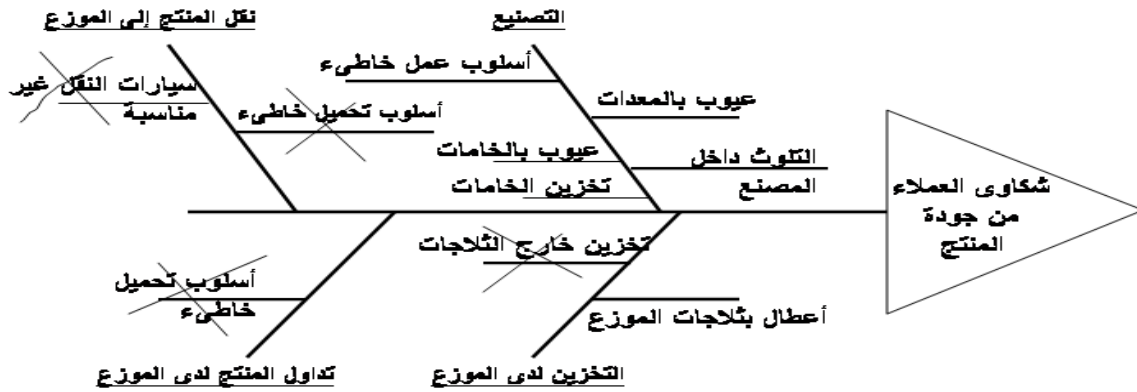 نقل المنتج إلى الموزع
التصنيع
أسلوب عمل خاطىء
سيارات النقل غير
مناسبة
عيوب بالمعدات
أسلوب تحميل خاطىء
عيوب بالخامات
التلوث داخل
المصنع
تخزين الخامات
شكاوى العملاء
من جودة
المنتج
تخزين خارج الثلاجات
أسلوب تحميل
خاطىء
أعطال بثلاجات الموزع
التخزين لدى الموزع
تداول المنتج لدى الموزع